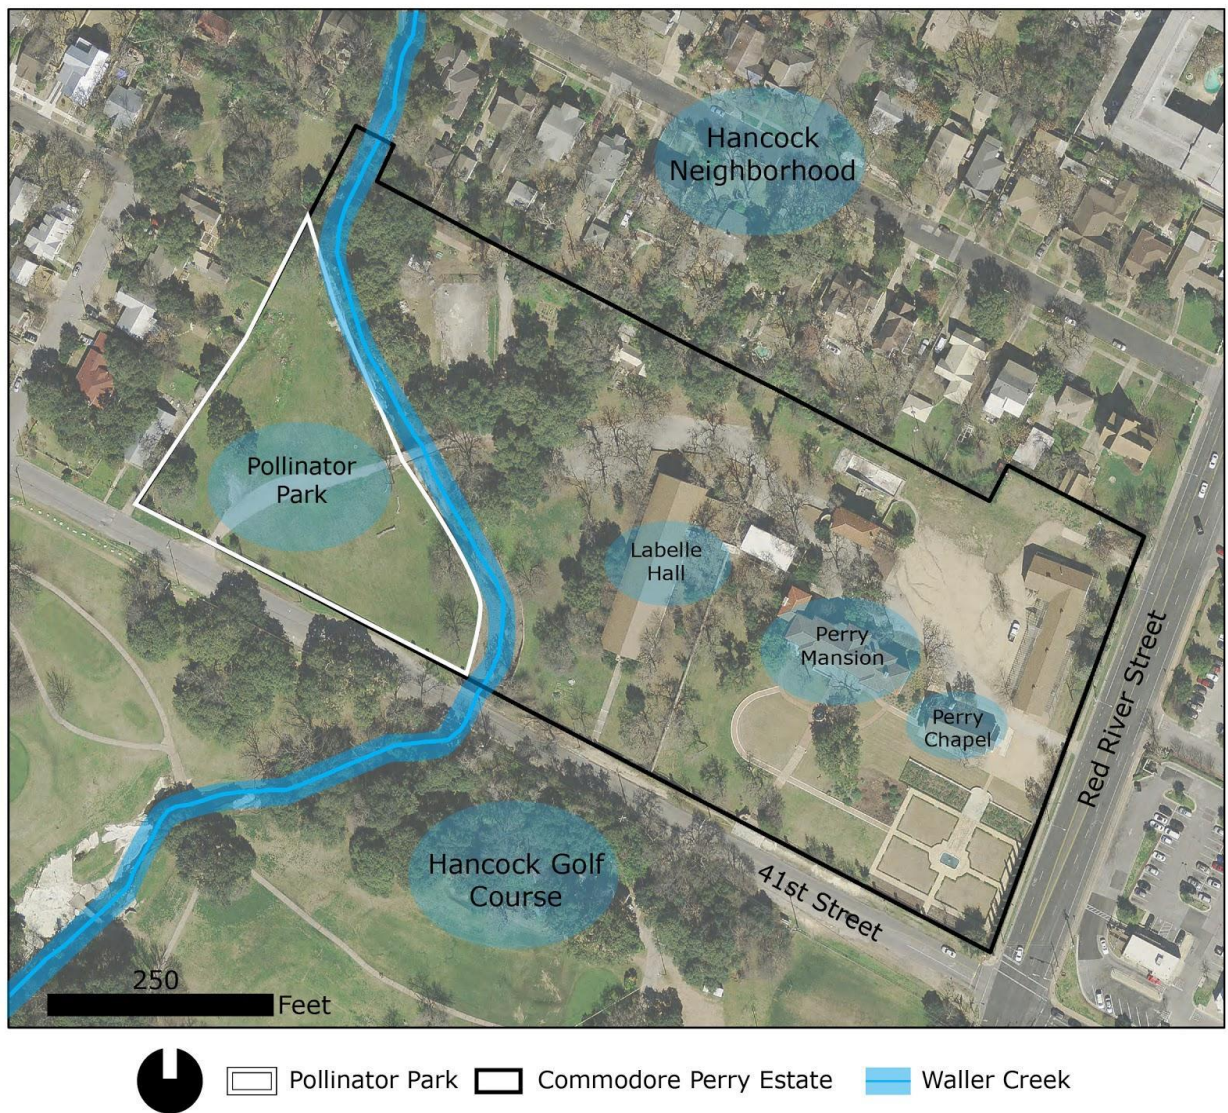 Hancock
Neighborhood
Pollinator
Park
Labelle
Hall
Perry
Mansion
Perry
Chapel
Red River Street
Hancock Golf
Course
41st Street
250
Feet
Pollinator Park
Commodore Perry Estate
Waller Creek